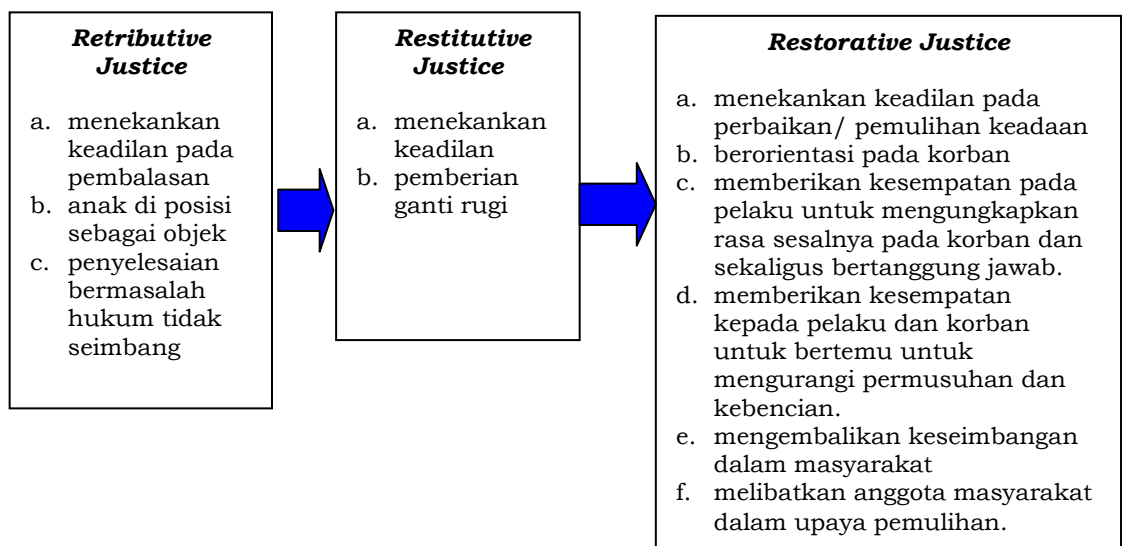 Retributive
Justice
a. menekankan
keadilan pada
pembalasan
b. anak di posisi
sebagai objek
c. penyelesaian
bermasalah
hukum tidak
seimbang
Restitutive
Justice
a. menekankan
keadilan
b. pemberian
ganti rugi
Restorative Justice
a. menekankan keadilan pada
perbaikan/ pemulihan keadaan
b. berorientasi pada korban
c. memberikan kesempatan pada
pelaku untuk mengungkapkan
rasa sesalnya pada korban dan
sekaligus bertanggung jawab.
d. memberikan kesempatan
kepada pelaku dan korban
untuk bertemu untuk
mengurangi permusuhan dan
kebencian.
e. mengembalikan keseimbangan
dalam masyarakat
f. melibatkan anggota masyarakat
dalam upaya pemulihan.